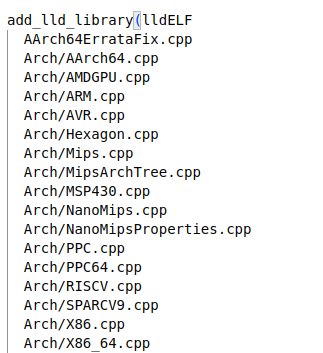 add_lld_library(lldELF
AArch64ErrataFix.cpp
Arch/AArch64.cpp
Arch/AMDGPU.cpp
Arch/ARM.cpp
Arch/AVR.cpp
Arch/Hexagon.cpp
Arch/Mips.cpp
Arch/MipsArchTree.cpp
Arch/MSP430.cpp
Arch/NanoMips.cpp
Arch/NanoMipsProperties.cpp
Arch/PPC.cpp
Arch/PPC64.cpp
Arch/RISCV.cpp
Arch/SPARCV9.cpp
Arch/X86.cpp
Arch/X86_64.cpp